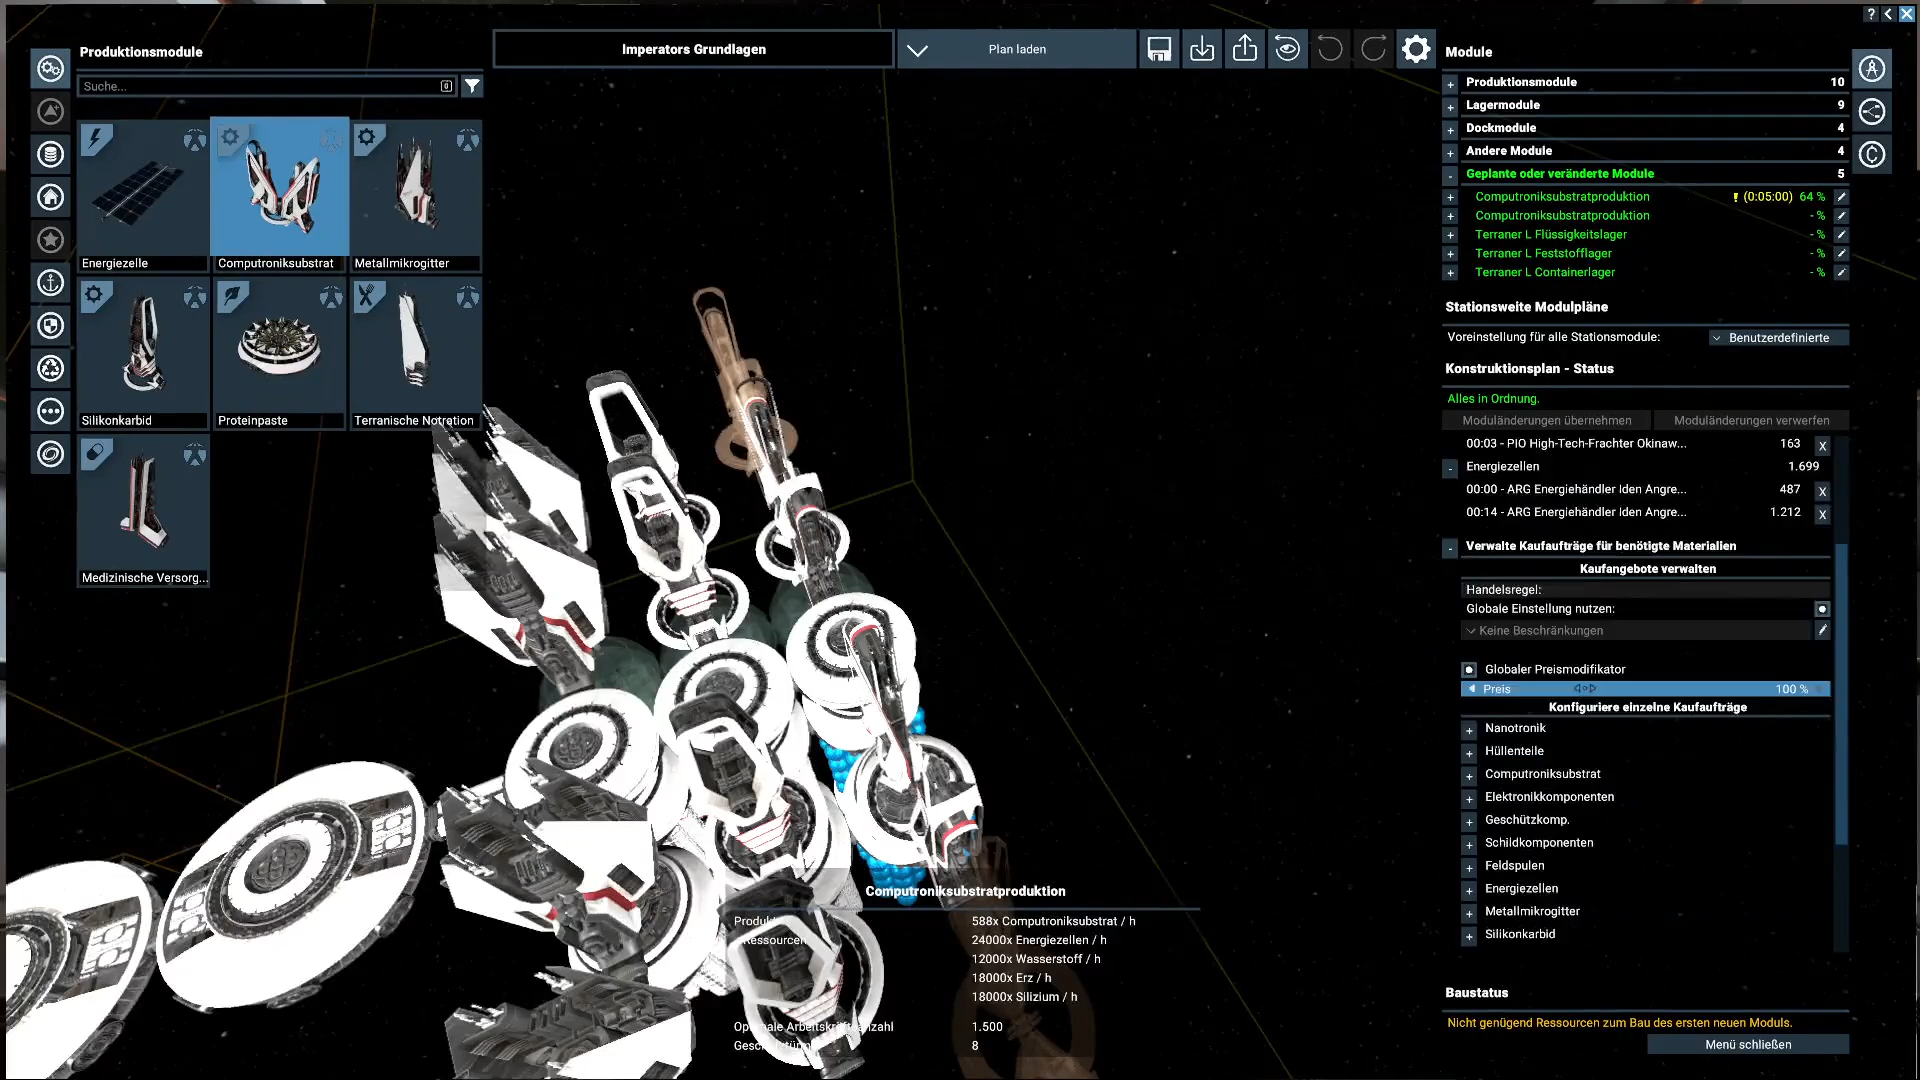 Produktionsmodule
Suche...
Energiezelle
Computroniksubstrat
Metallmikrogitter
Silikonkarbid
Proteinpaste
Terranische Notration
Medizinische Versorg...
Imperators Grundlagen
Plan laden
Module
Produktionsmodule 10
Lagermodule 9
Dockmodule 4
Andere Module 4
Geplante oder veränderte Module 5
Computroniksubstratproduktion ! (0:05:00) 64 %
Computroniksubstratproduktion - %
Terraner L Flüssigkeitslager - %
Terraner L Feststofflager - %
Terraner L Containerlager - %
Stationsweite Modulpläne
Voreinstellung für alle Stationsmodule: Benutzerdefinierte
Konstruktionsplan - Status
Alles in Ordnung.
Moduländerungen übernehmen Moduländerungen verwerfen
00:03 - PIO High-Tech-Frachter Okinaw... 163 X
Energiezellen 1.699
00:00 - ARG Energiehändler Iden Angre... 487 X
00:14 - ARG Energiehändler Iden Angre... 1.212 X
Verwalte Kaufaufträge für benötigte Materialien
Kaufangebote verwalten
Handelsregel:
Globale Einstellung nutzen:
Keine Beschränkungen
Globaler Preismodifikator
Preis 100 %
Konfiguriere einzelne Kaufaufträge
Nanotronik
Hüllenteile
Computroniksubstrat
Elektronikkomponenten
Geschützkomp.
Schildkomponenten
Feldspulen
Energiezellen
Metallmikrogitter
Silikonkarbid
Baustatus
Nicht genügend Ressourcen zum Bau des ersten neuen Moduls.
Menü schließen
Computroniksubstratproduktion
588x Computroniksubstrat / h
Ressourcen 24000x Energiezellen / h
12000x Wasserstoff / h
18000x Erz / h
18000x Silizium / h
1.500
8